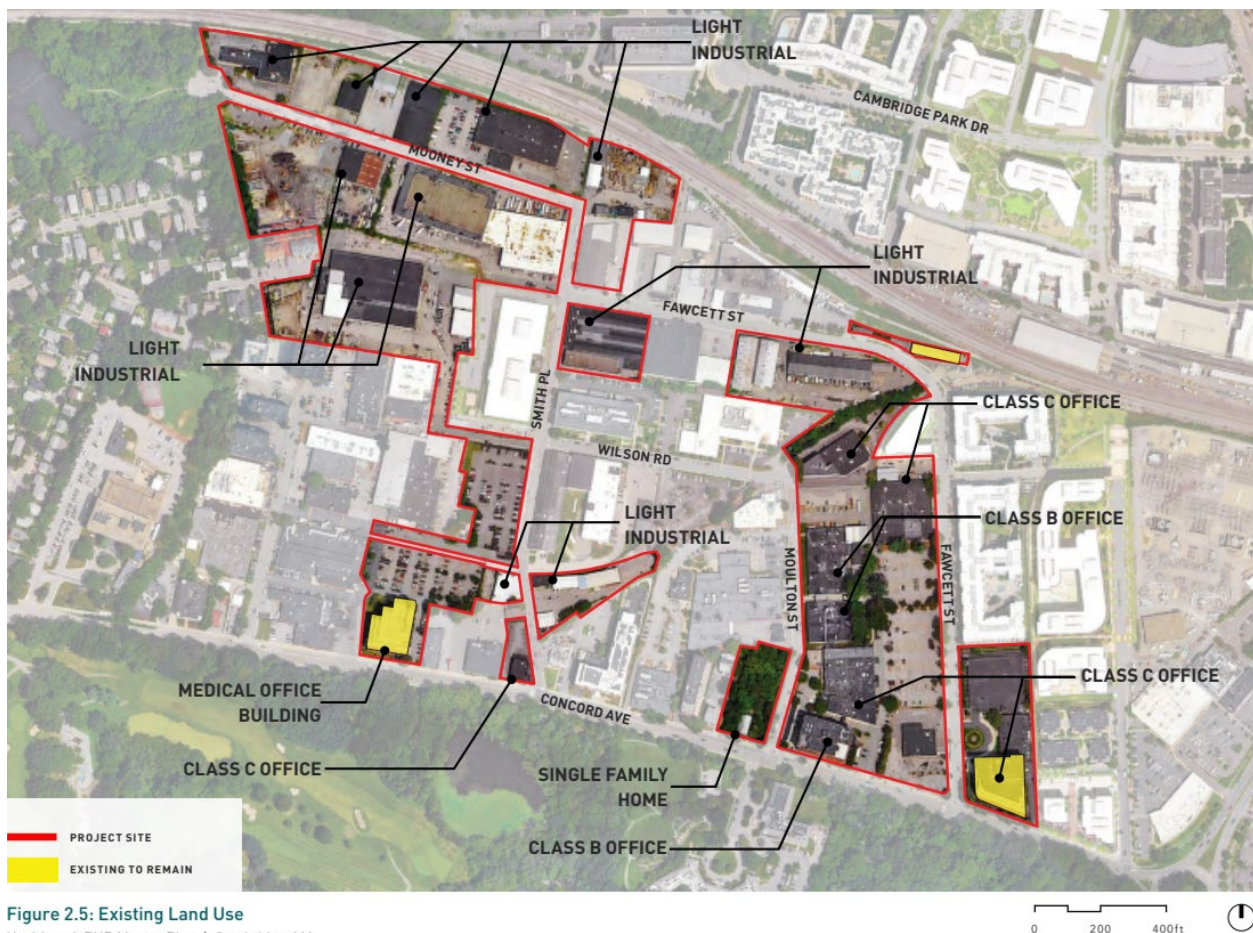 LIGHT
INDUSTRIAL
CAMBRIDGE PARK DR
MOONEY ST
LIGHT
INDUSTRIAL
FAWCETT ST
LIGHT
INDUSTRIAL
SMITH PL
CLASS C OFFICE
WILSON RD
LIGHT
INDUSTRIAL
CLASS B OFFICE
MOULTON ST
FAWCETT ST
MEDICAL OFFICE
BUILDING
CLASS C OFFICE
CONCORD AVE
CLASS C OFFICE
SINGLE FAMILY
HOME
CLASS B OFFICE
PROJECT SITE
EXISTING TO REMAIN
Figure 2.5: Existing Land Use
0 200 400ft